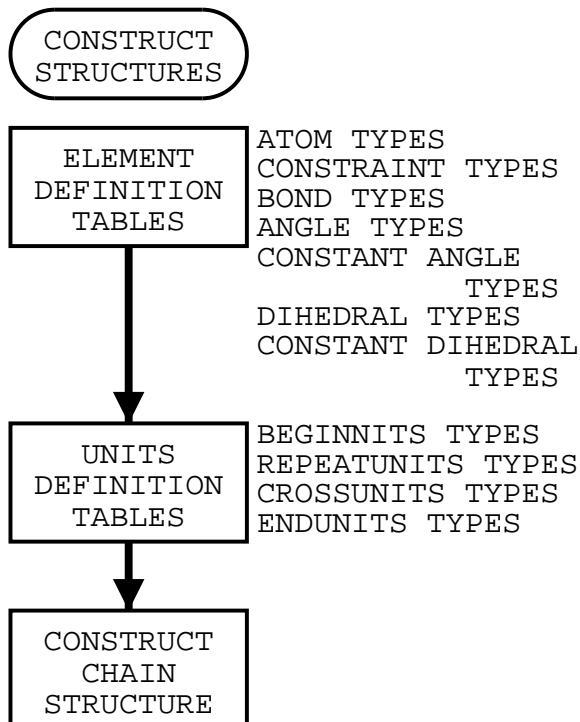 CONSTRUCT
STRUCTURES
ELEMENT
DEFINITION
TABLES
ATOM TYPES
CONSTRAINT TYPES
BOND TYPES
ANGLE TYPES
CONSTANT ANGLE
TYPES
DIHEDRAL TYPES
CONSTANT DIHEDRAL
TYPES
UNITS
DEFINITION
TABLES
BEGINNITS TYPES
REPEATUNITS TYPES
CROSSUNITS TYPES
ENDUNITS TYPES
CONSTRUCT
CHAIN
STRUCTURE